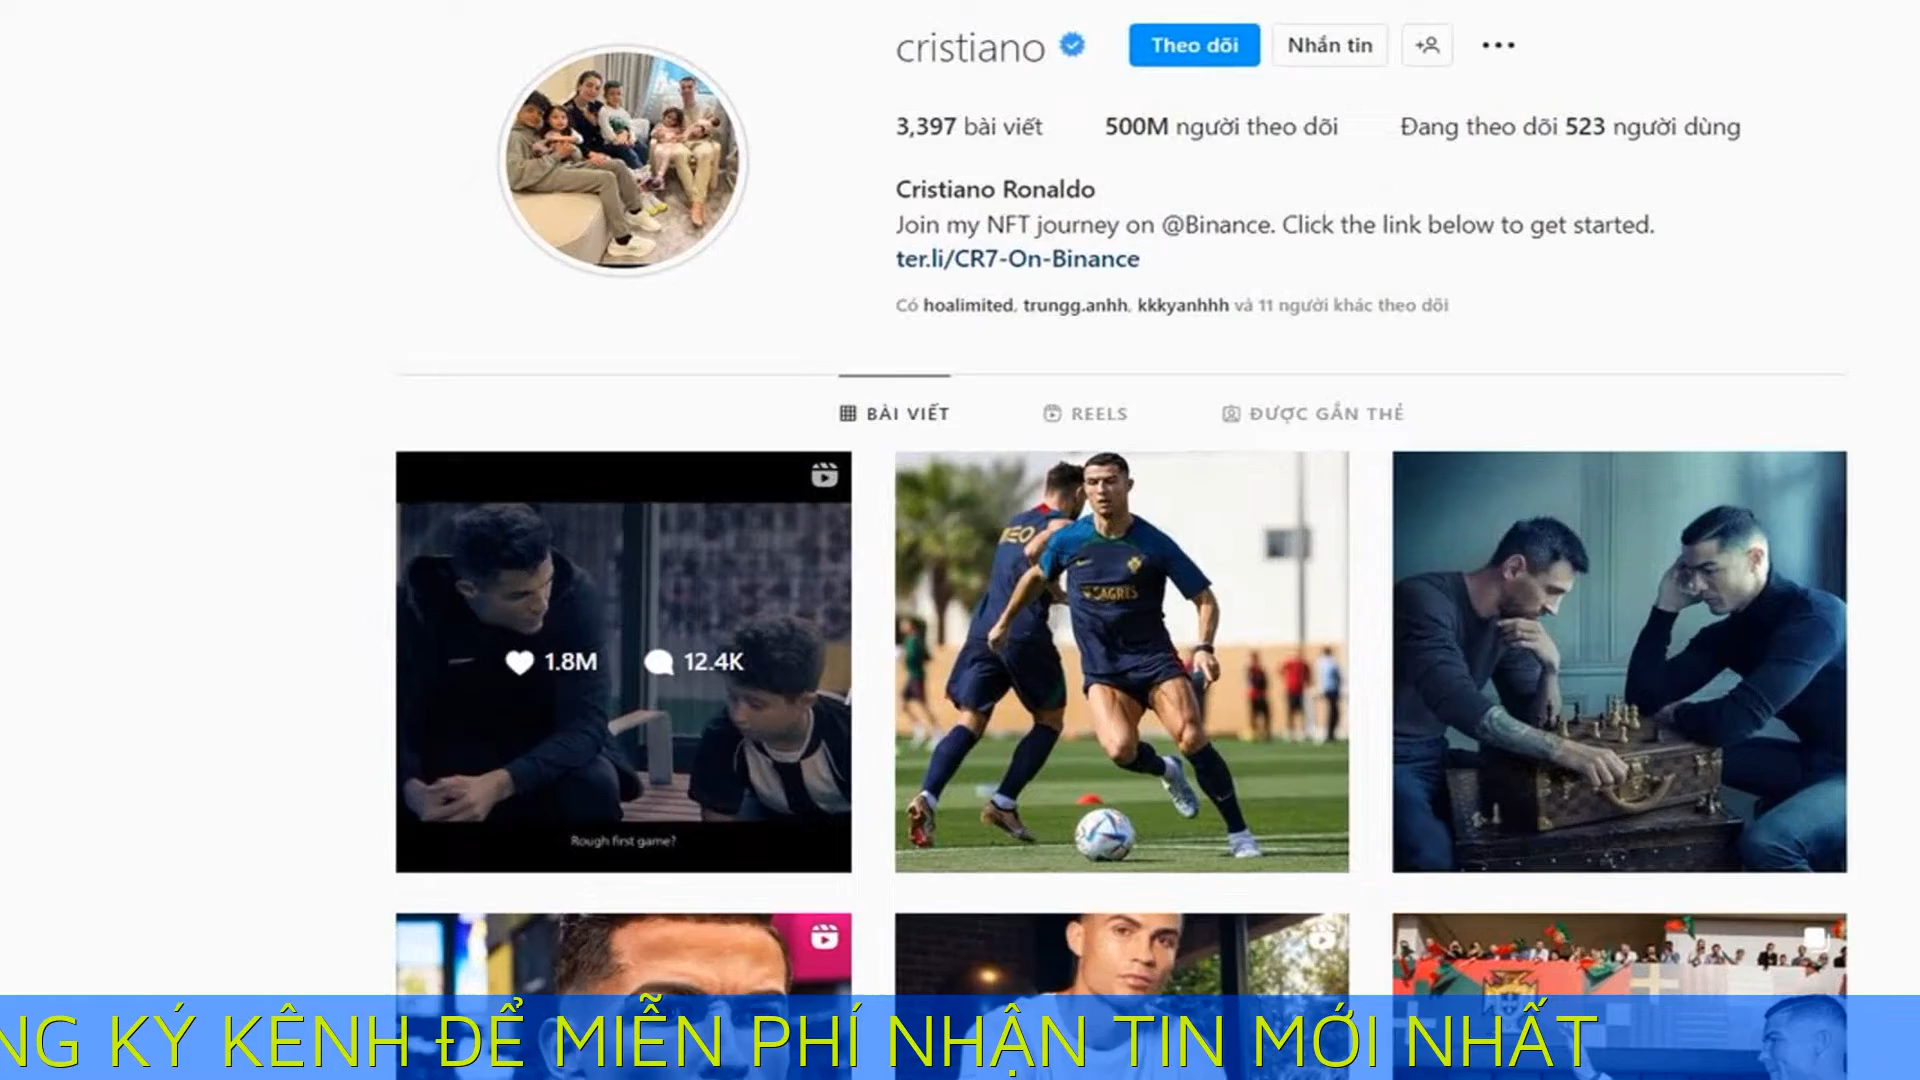 cristiano Theo dõi Nhắn tin
3,397 bài viết 500M người theo dõi Đang theo dõi 523 người dùng
Cristiano Ronaldo
Join my NFT journey on @Binance. Click the link below to get started.
ter.li/CR7-On-Binance
Có hoalimited, trungg.anhh, kkkyanhhh và 11 người khác theo dõi
BÀI VIẾT REELS ĐƯỢC GẮN THẺ
1.8M 12.4K
Rough first game?
MEO
SAGRES
NG KÝ KÊNH ĐỂ MIỄN PHÍ NHẬN TIN MỚI NHẤT